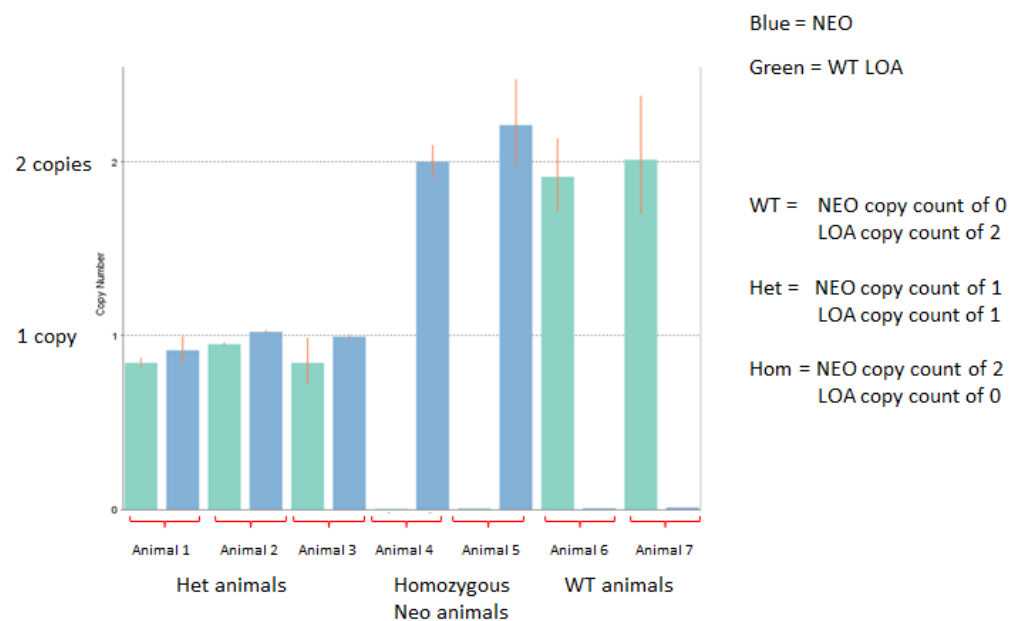 Blue = NEO
Green = WT LOA
2 copies
2
WT = NEO copy count of 0
LOA copy count of 2
Copy Number
Het = NEO copy count of 1
LOA copy count of 1
1 copy
1
Hom = NEO copy count of 2
LOA copy count of 0
0
Animal 1 Animal 2 Animal 3 Animal 4 Animal 5 Animal 6 Animal 7
Het animals Homozygous WT animals
Neo animals